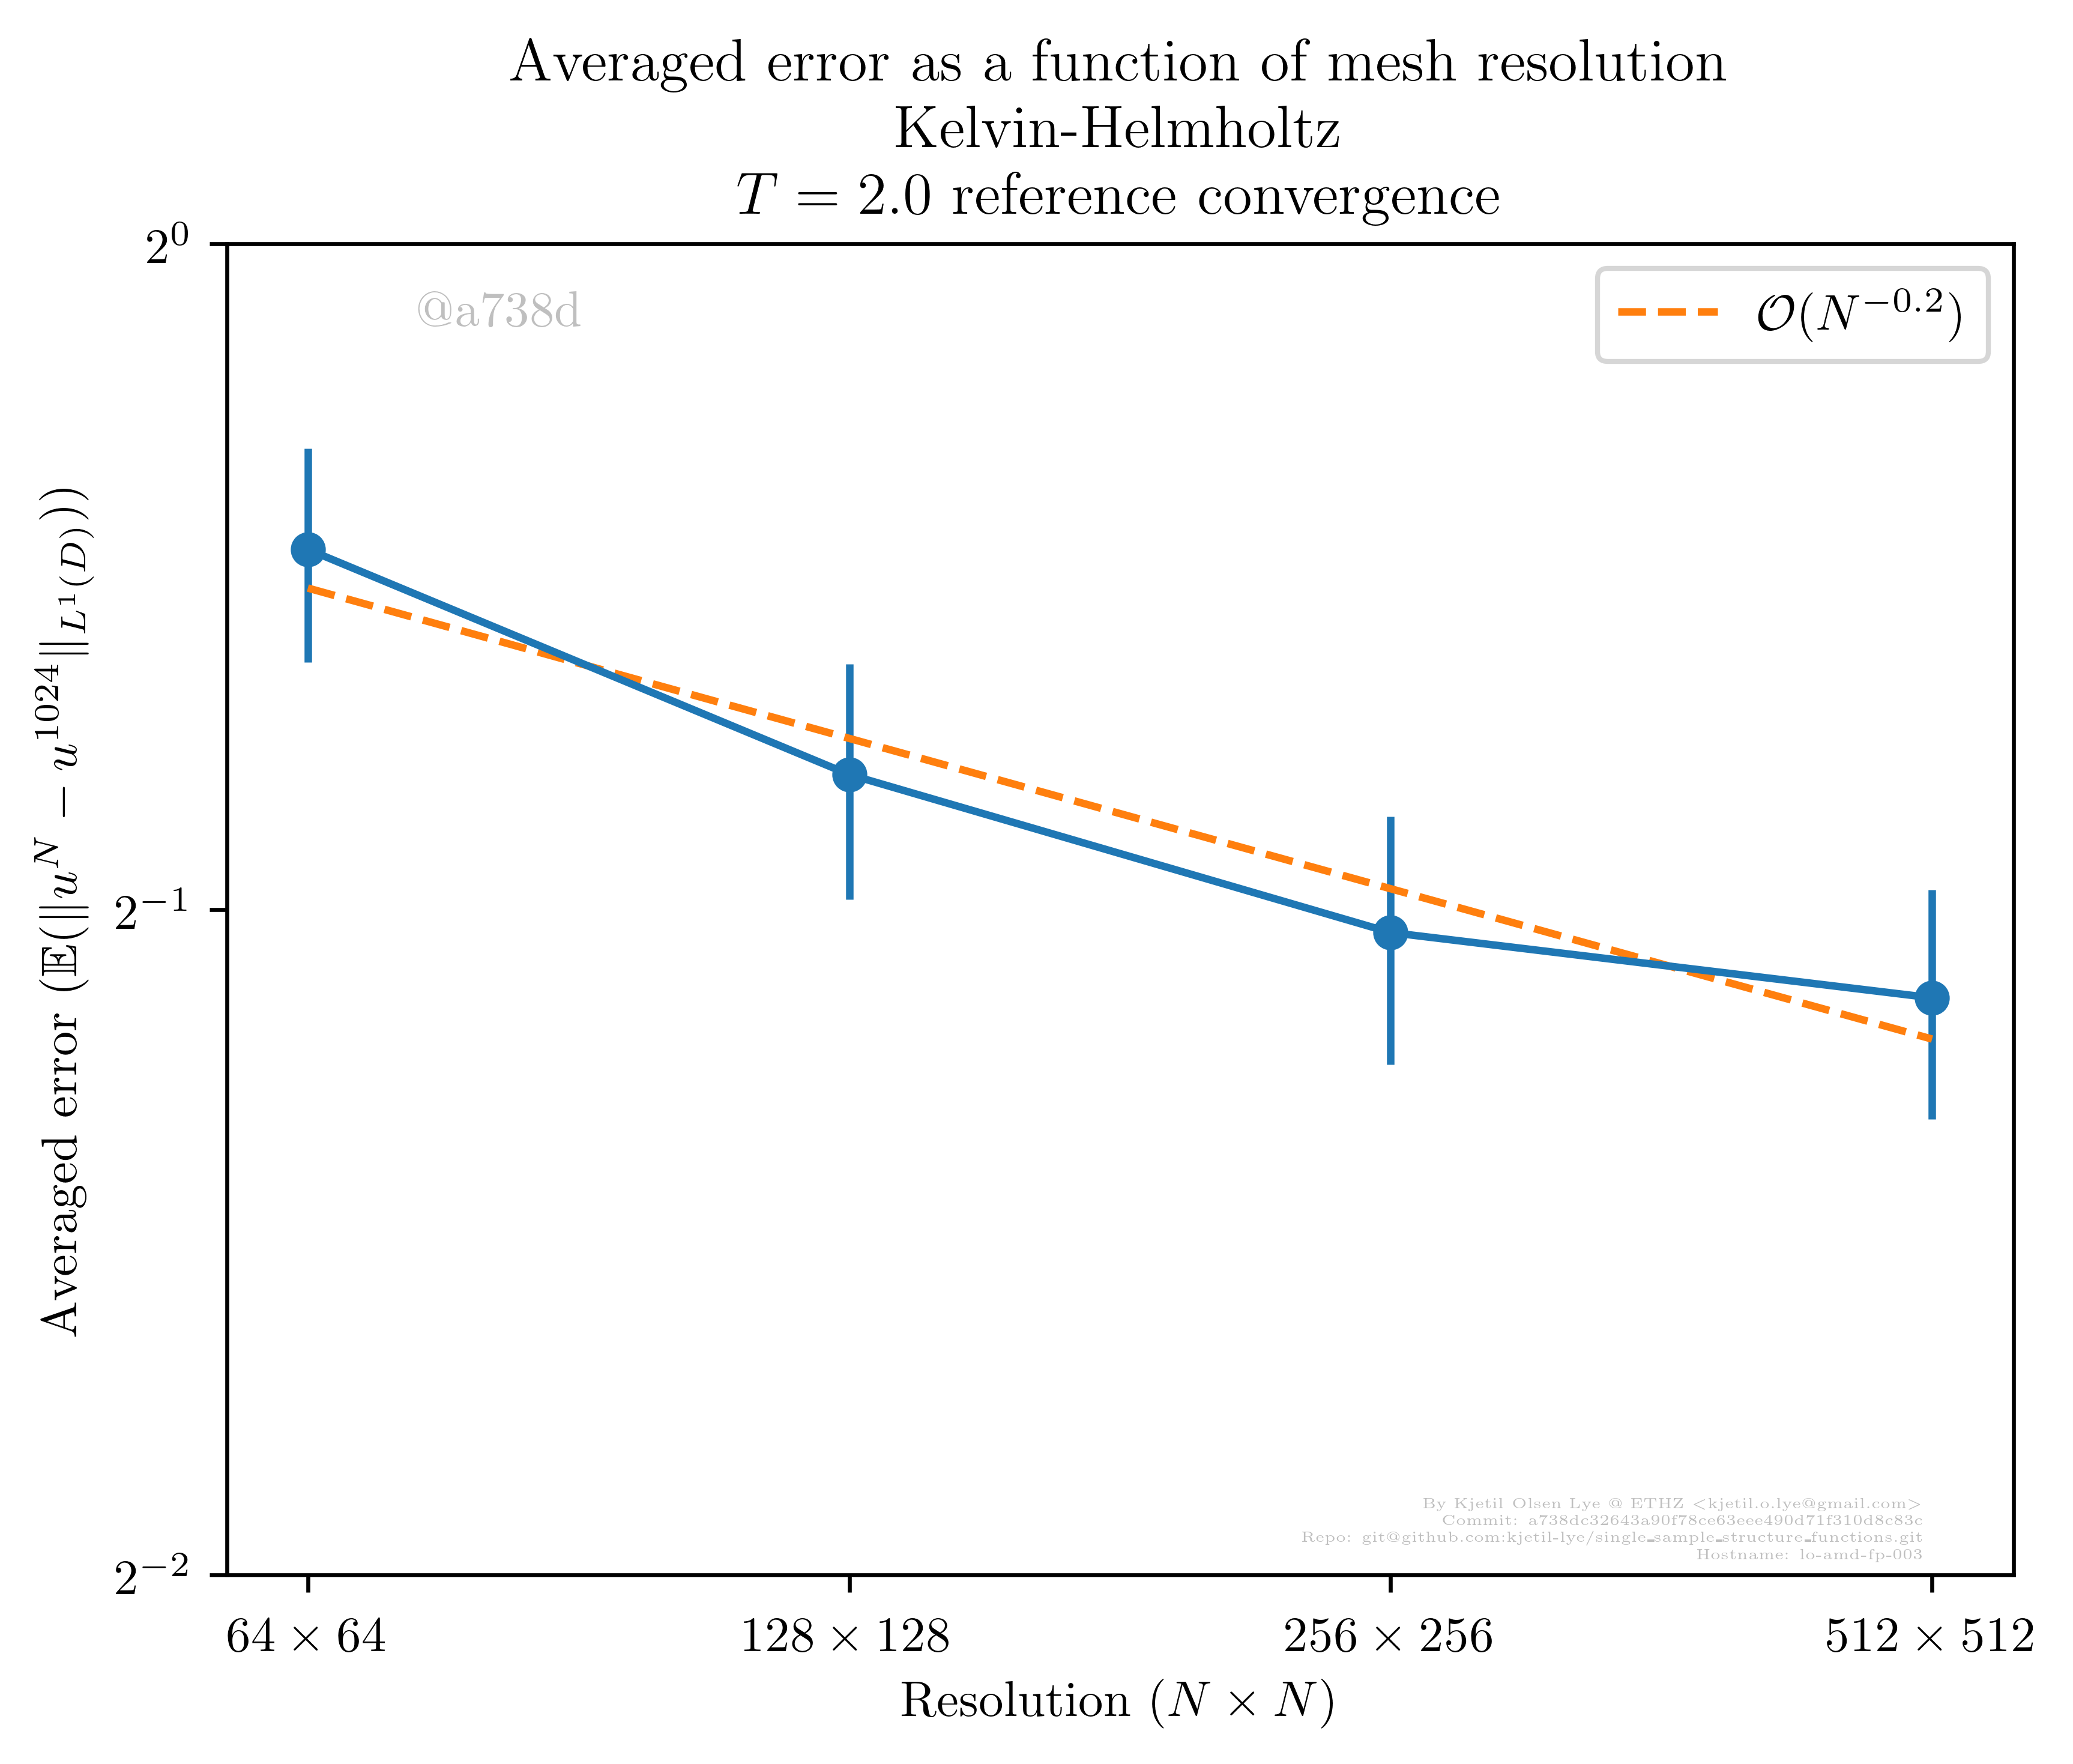 Averaged error as a function of mesh resolution
Kelvin-Helmholtz
T = 2.0 reference convergence
2⁰
@a738d
𝒪(N⁻⁰·²)
Averaged error (𝔼(||u^N − u^1024||_{L^1(D)}))
2⁻¹
By Kjetil Olsen Lye @ ETHZ <kjetil.o.lye@gmail.com>
Commit: a738dc32643a90f78ce63eee490d71f310d8c83c
Repo: git@github.com:kjetil-lye/single_sample_structure_functions.git
Hostname: lo-amd-fp-003
2⁻²
64 × 64
128 × 128
256 × 256
512 × 512
Resolution (N × N)